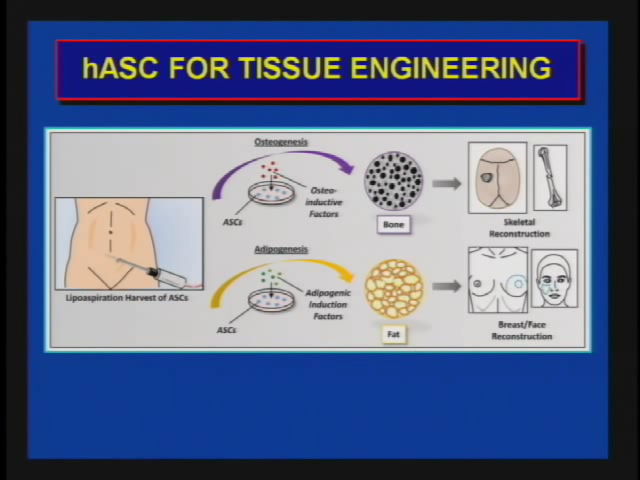 hASC FOR TISSUE ENGINEERING
Osteogenesis
ASCs
Osteo-
inductive
Factors
Bone
Skeletal
Reconstruction
Lipoaspiration Harvest of ASCs
Adipogenesis
ASCs
Adipogenic
Induction
Factors
Fat
Breast/Face
Reconstruction